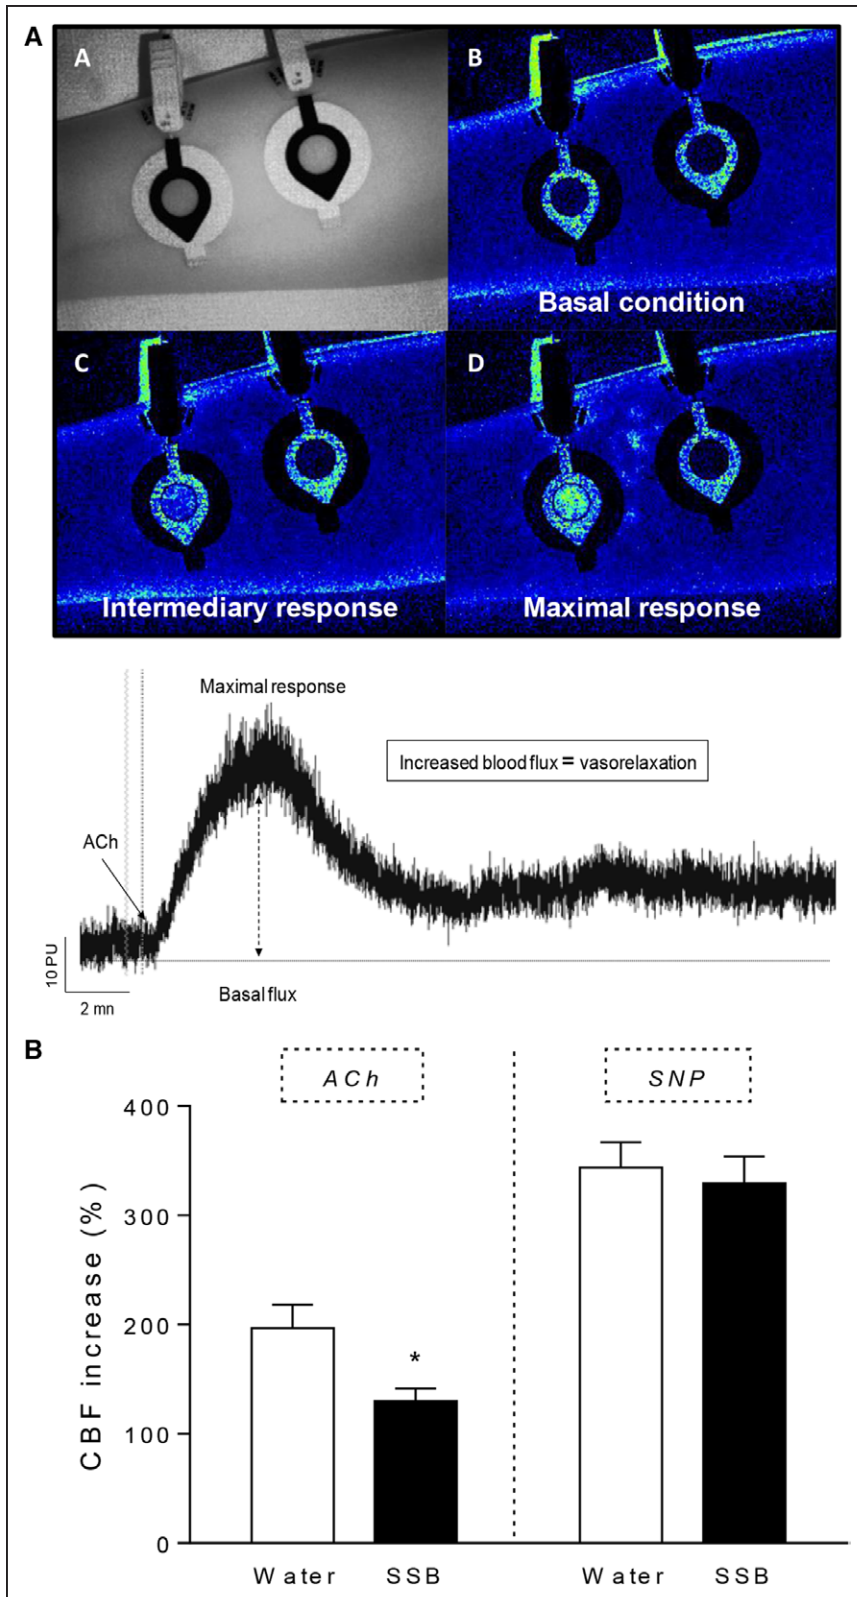 A
A
B
Basal condition
C
D
Intermediary response
Maximal response
Maximal response
Increased blood flux = vasorelaxation
ACh
10 PU
2 mn
Basal flux
B
ACh
SNP
CBF increase (%)
400
300
200
100
0
*
Water
SSB
Water
SSB